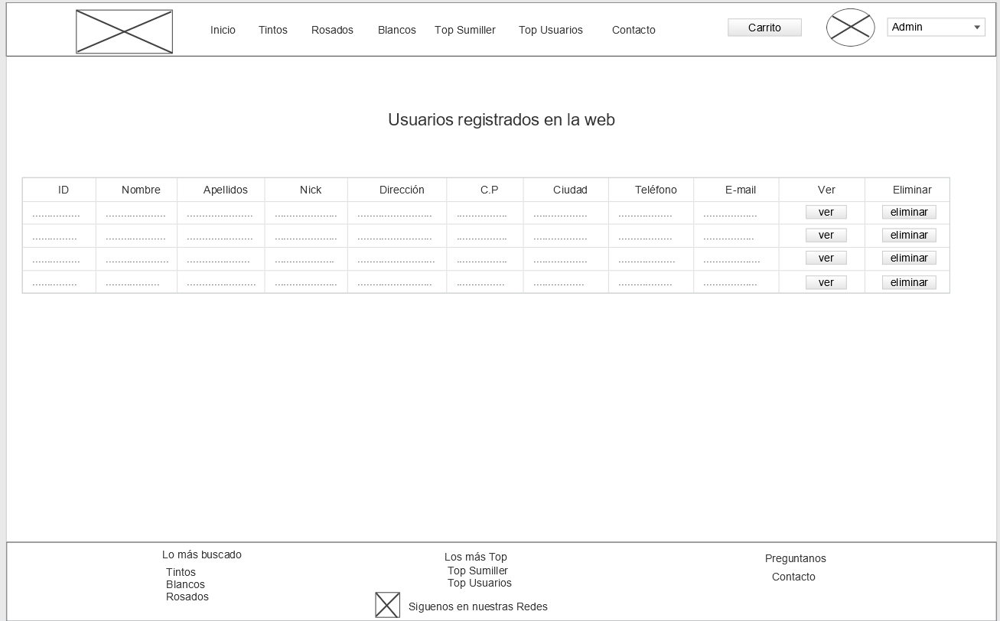 Inicio Tintos Rosados Blancos Top Sumiller Top Usuarios Contacto Carrito Admin
Usuarios registrados en la web
ID Nombre Apellidos Nick Dirección C.P Ciudad Teléfono E-mail Ver Eliminar
ver eliminar
ver eliminar
ver eliminar
ver eliminar
Lo más buscado
Tintos
Blancos
Rosados
Los más Top
Top Sumiller
Top Usuarios
Siguenos en nuestras Redes
Preguntanos
Contacto